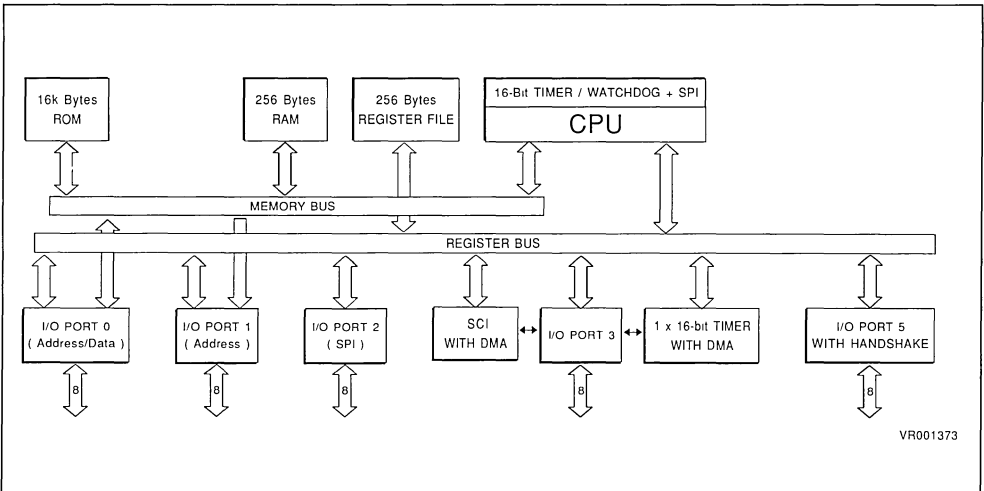 16k Bytes
ROM
256 Bytes
RAM
256 Bytes
REGISTER FILE
16-Bit TIMER / WATCHDOG + SPI
CPU
MEMORY BUS
REGISTER BUS
I/O PORT 0
( Address/Data )
I/O PORT 1
( Address )
I/O PORT 2
( SPI )
SCI
WITH DMA
I/O PORT 3
1 x 16-bit TIMER
WITH DMA
I/O PORT 5
WITH HANDSHAKE
8
8
8
8
8
VR001373